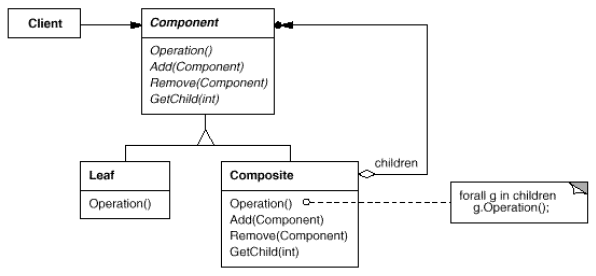 Client
Component
Operation()
Add(Component)
Remove(Component)
GetChild(int)
Leaf
Operation()
Composite
Operation()
Add(Component)
Remove(Component)
GetChild(int)
children
forall g in children
g.Operation();